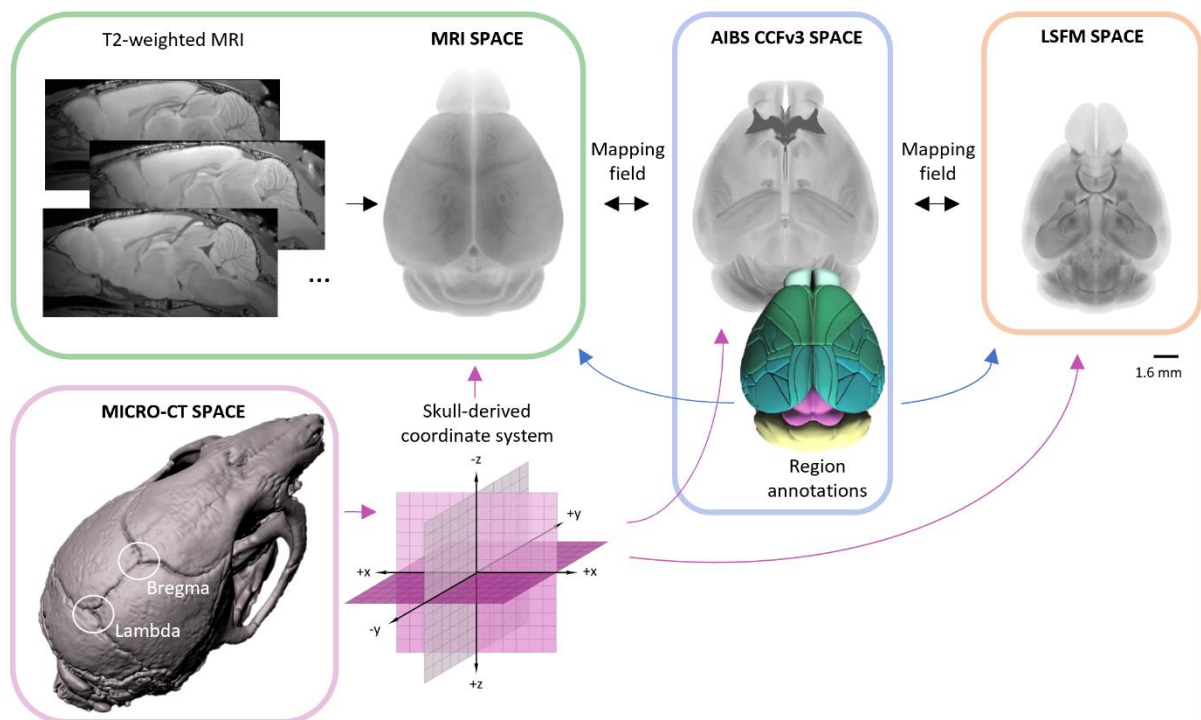 T2-weighted MRI
MRI SPACE
AIBS CCFv3 SPACE
LSFM SPACE
Mapping
field
Mapping
field
...
1.6 mm
MICRO-CT SPACE
Skull-derived
coordinate system
Region
annotations
Bregma
Lambda
-z
+y
+x
+x
-y
+z